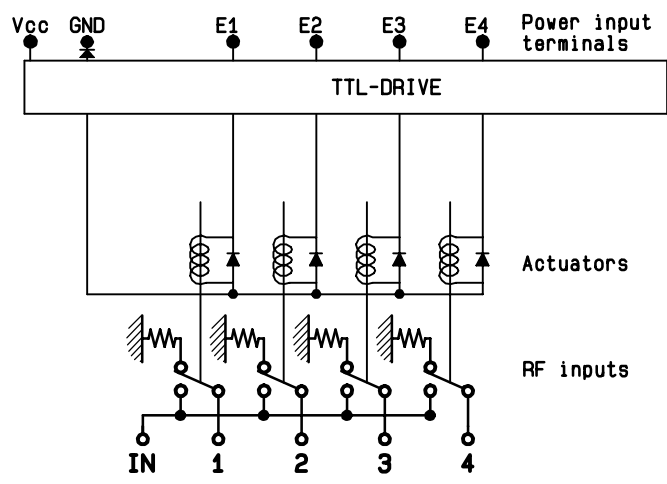 Vcc GND E1 E2 E3 E4 Power input
terminals
TTL-DRIVE
Actuators
RF inputs
IN 1 2 3 4